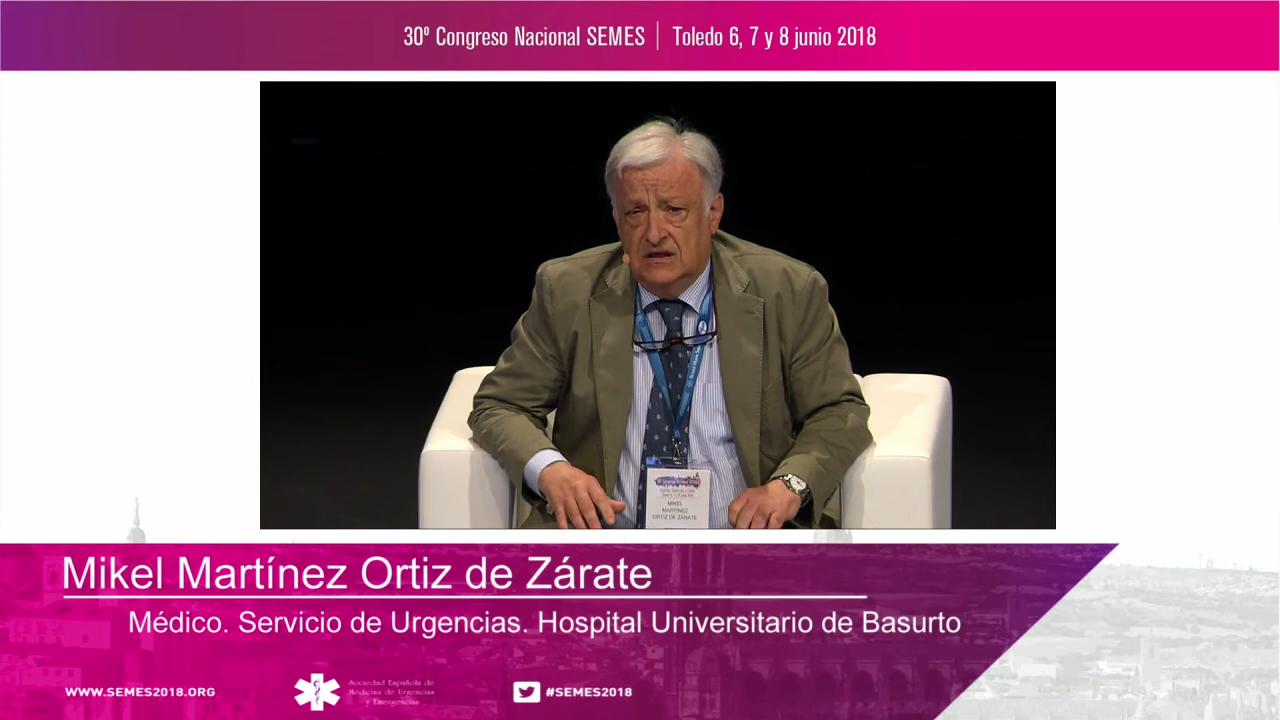 30º Congreso Nacional SEMES | Toledo 6, 7 y 8 junio 2018
MIKEL
MARTÍNEZ
ORTIZ DE ZÁRATE
Mikel Martínez Ortiz de Zárate
Médico. Servicio de Urgencias. Hospital Universitario de Basurto
WWW.SEMES2018.ORG
Sociedad Española de
Medicina de Urgencias
y Emergencias
#SEMES2018